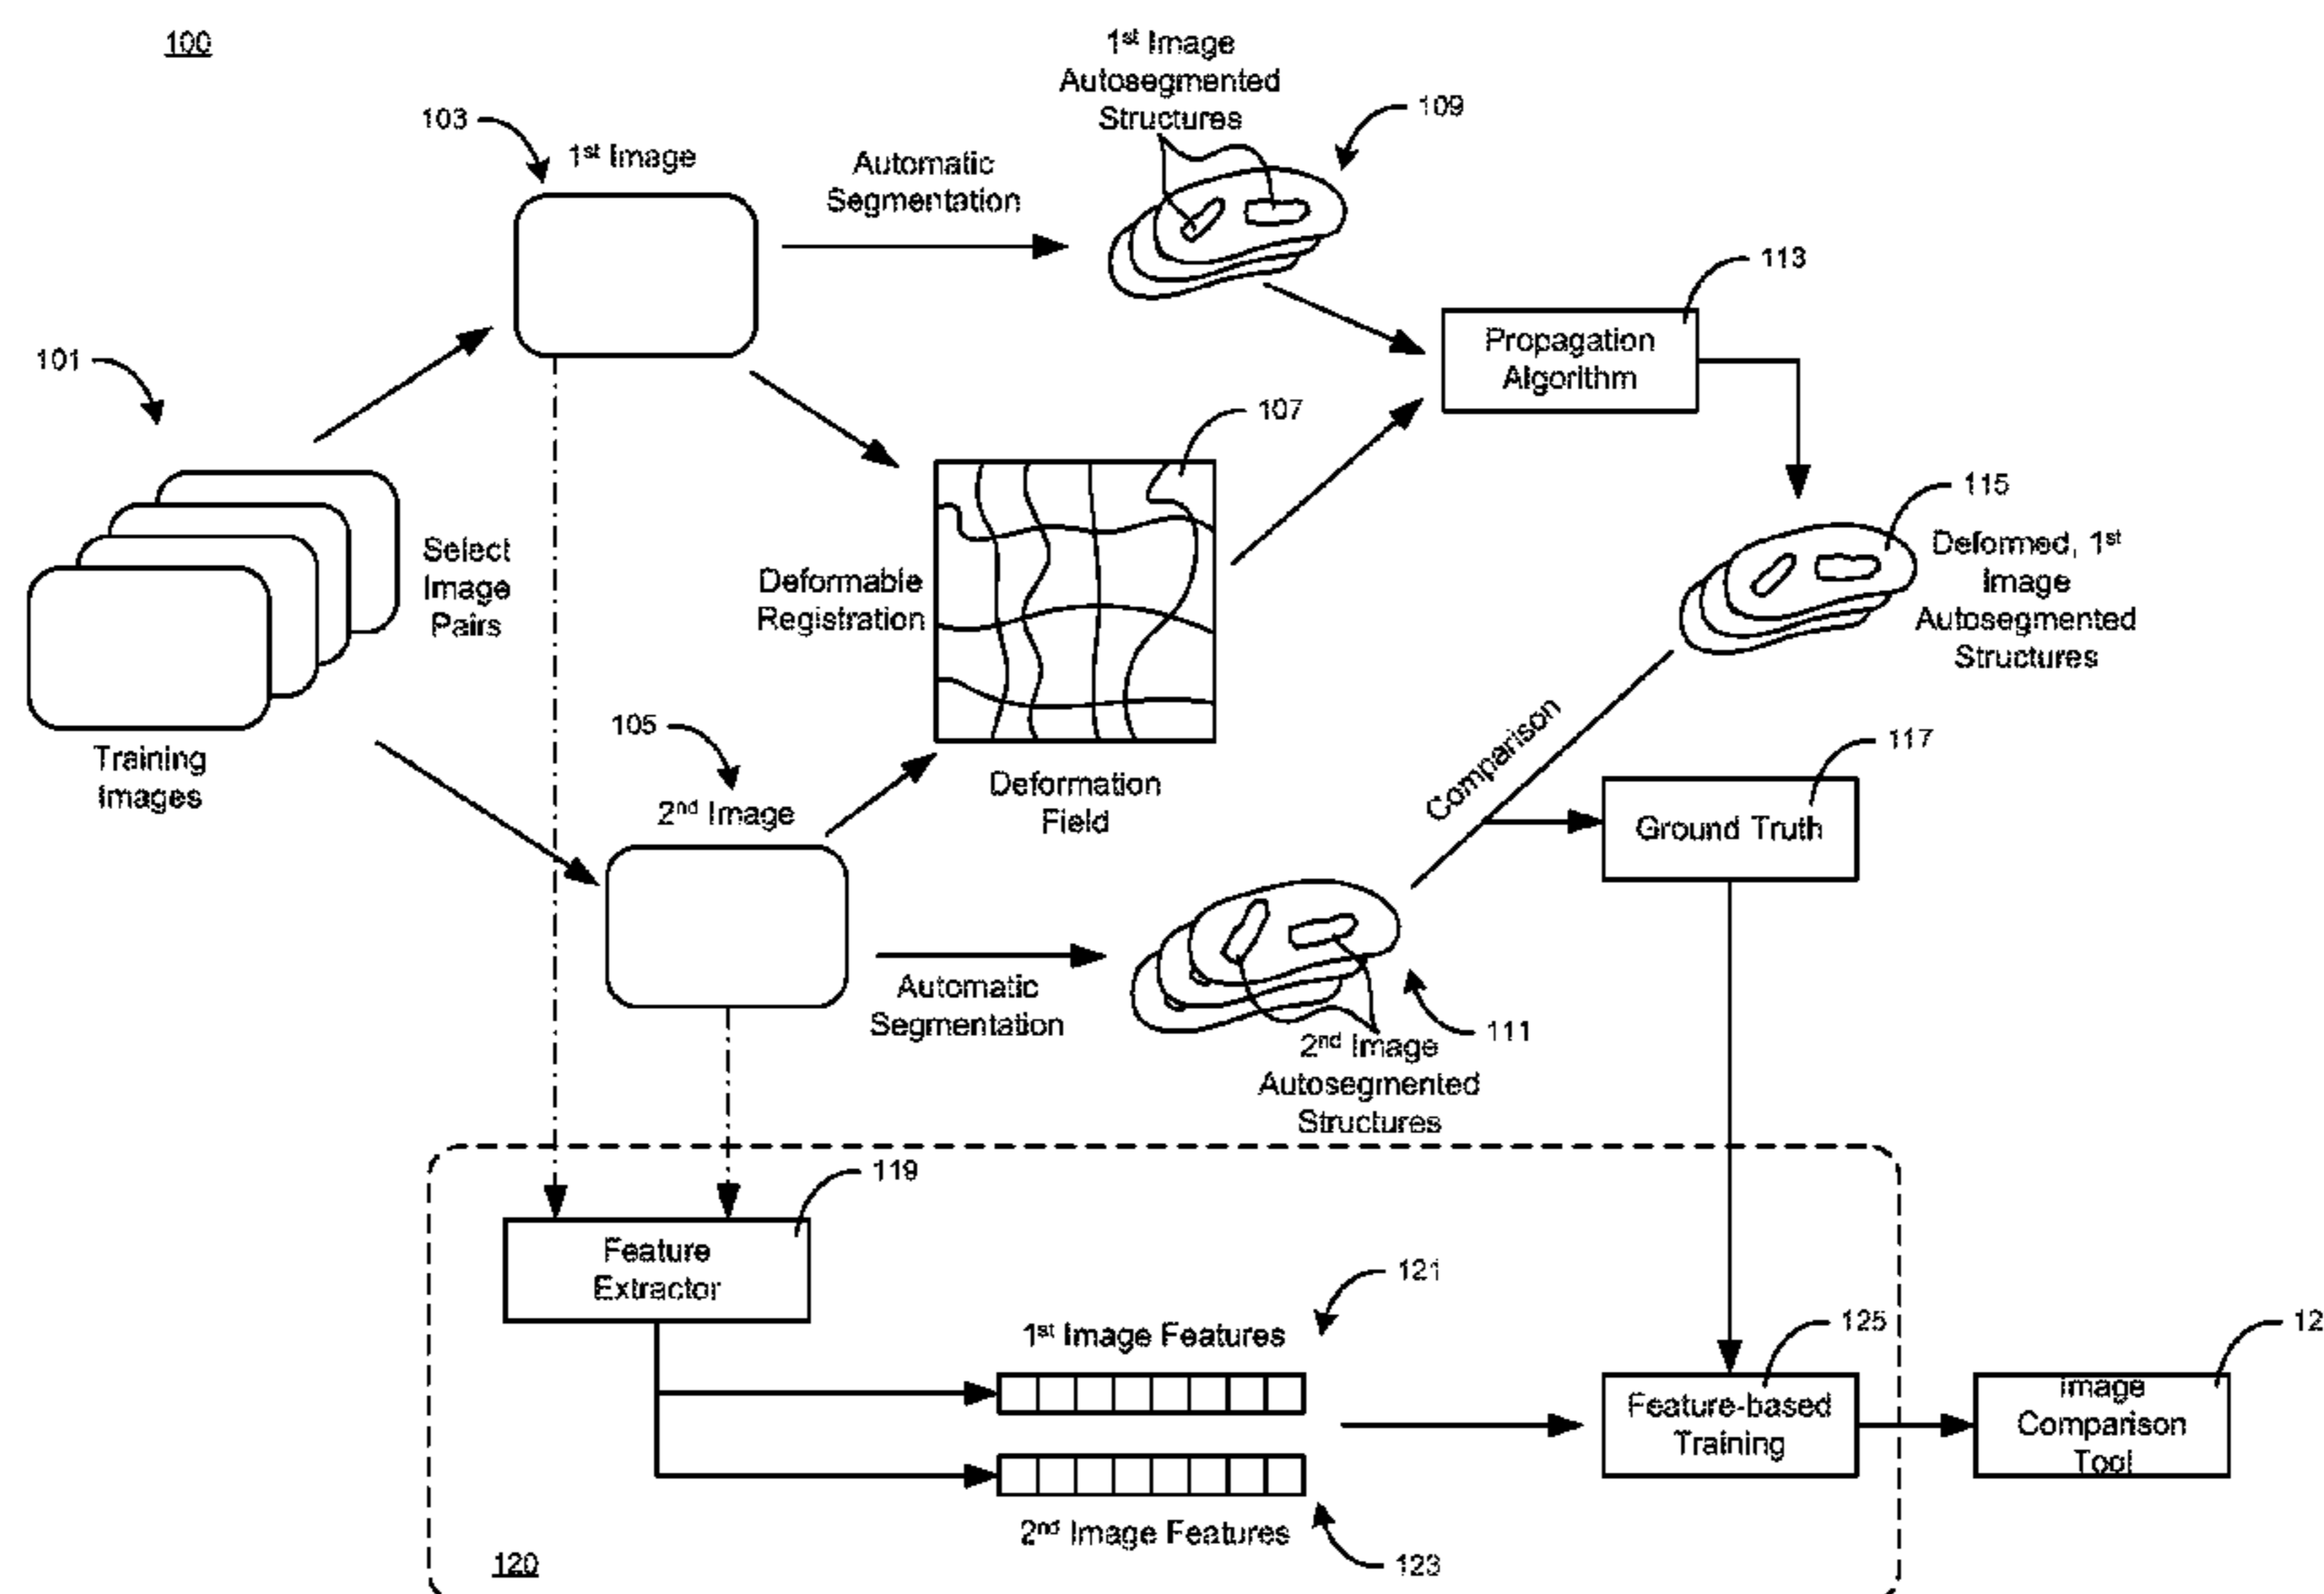 100
1st Image
Autosegmented
Structures
109
103
1st Image
Automatic
Segmentation
113
Propagation
Algorithm
101
107
Select
Image
Pairs
Deformable
Registration
115
Deformed, 1st
Image
Autosegmented
Structures
Training
Images
105
2nd Image
Deformation
Field
Comparison
117
Ground Truth
Automatic
Segmentation
111
2nd Image
Autosegmented
Structures
119
Feature
Extractor
121
1st Image Features
125
Feature-based
Training
12
Image
Comparison
Tool
2nd Image Features
123
120